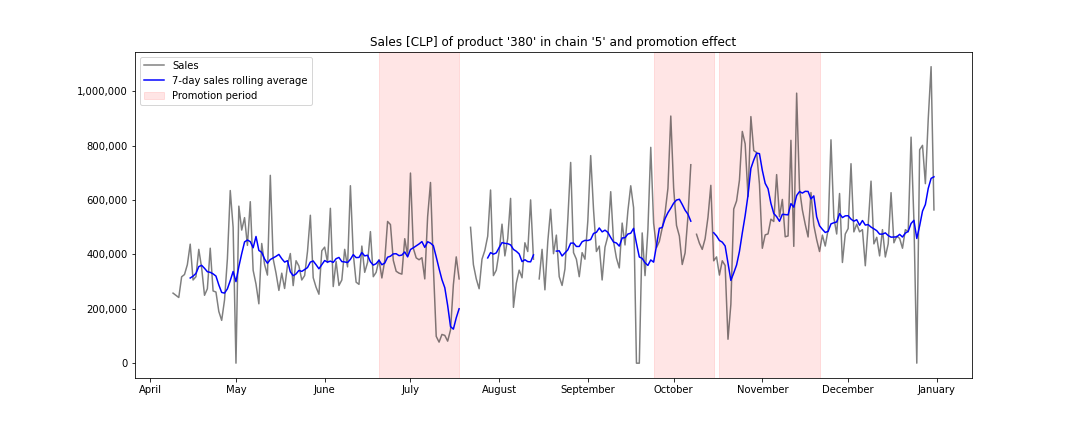 Sales [CLP] of product '380' in chain '5' and promotion effect
Sales
7-day sales rolling average
Promotion period
1,000,000
800,000
600,000
400,000
200,000
0
April May June July August September October November December January